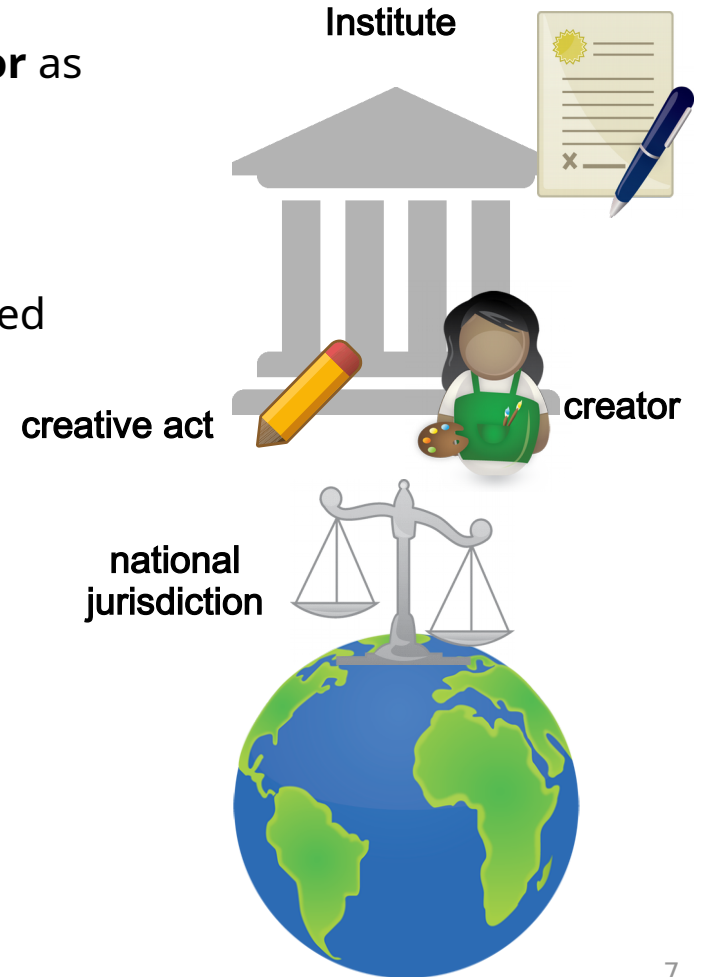 Institute
or as
ed
creative act
creator
national
jurisdiction
7